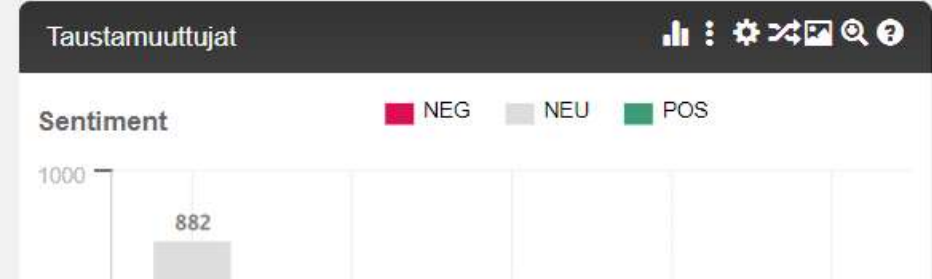 Taustamuuttujat
Sentiment
NEG NEU POS
1000
882